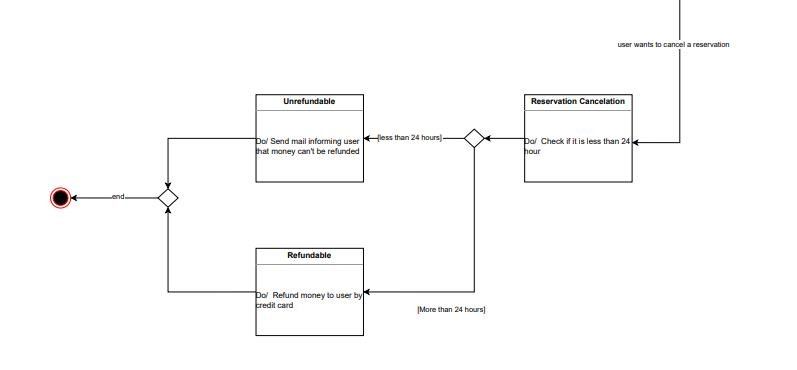 user wants to cancel a reservation
Unrefundable
Do/ Send mail informing user
that money can't be refunded
[less than 24 hours]
Reservation Cancelation
Do/ Check if it is less than 24
hour
end
Refundable
Do/ Refund money to user by
credit card
[More than 24 hours]